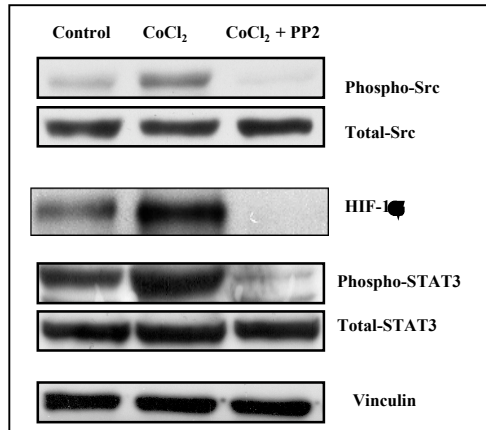 Control CoCl₂ CoCl₂ + PP2
Phospho-Src
Total-Src
HIF-1
Phospho-STAT3
Total-STAT3
Vinculin